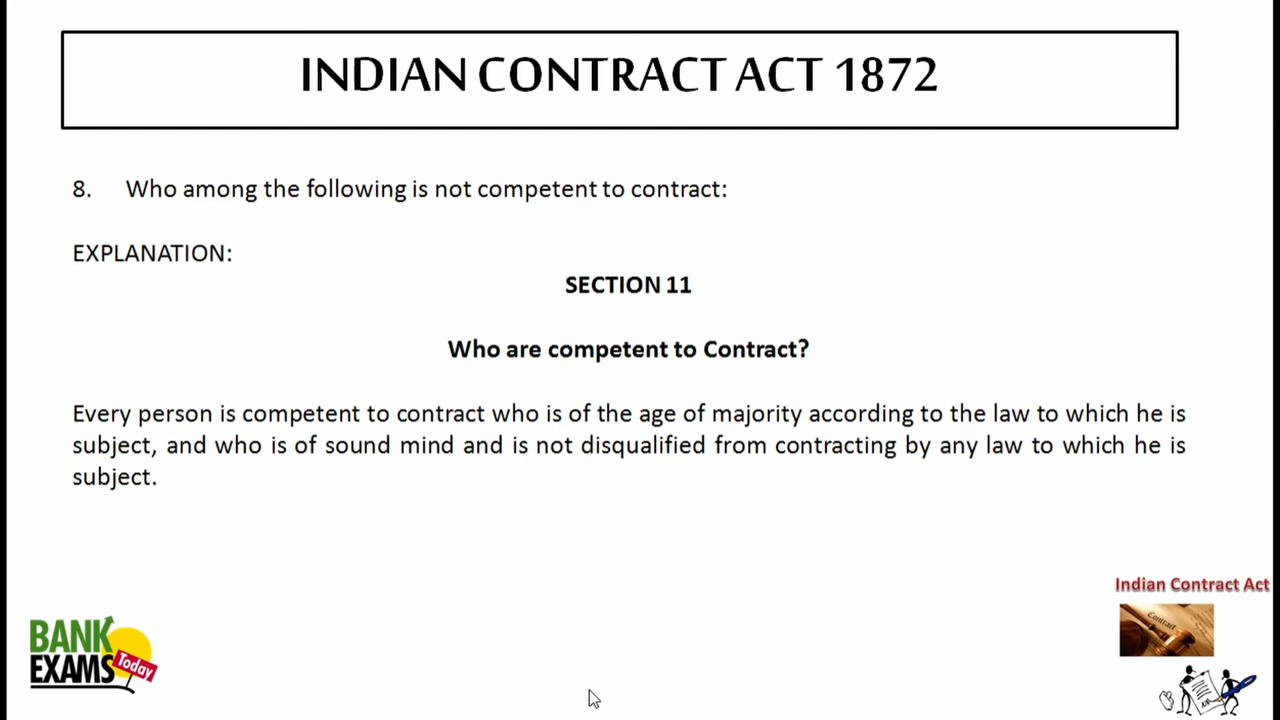 INDIAN CONTRACT ACT 1872
8. Who among the following is not competent to contract:
EXPLANATION:
SECTION 11
Who are competent to Contract?
Every person is competent to contract who is of the age of majority according to the law to which he is
subject, and who is of sound mind and is not disqualified from contracting by any law to which he is
subject.
Indian Contract Act
Contract
BANK
EXAMS
Today